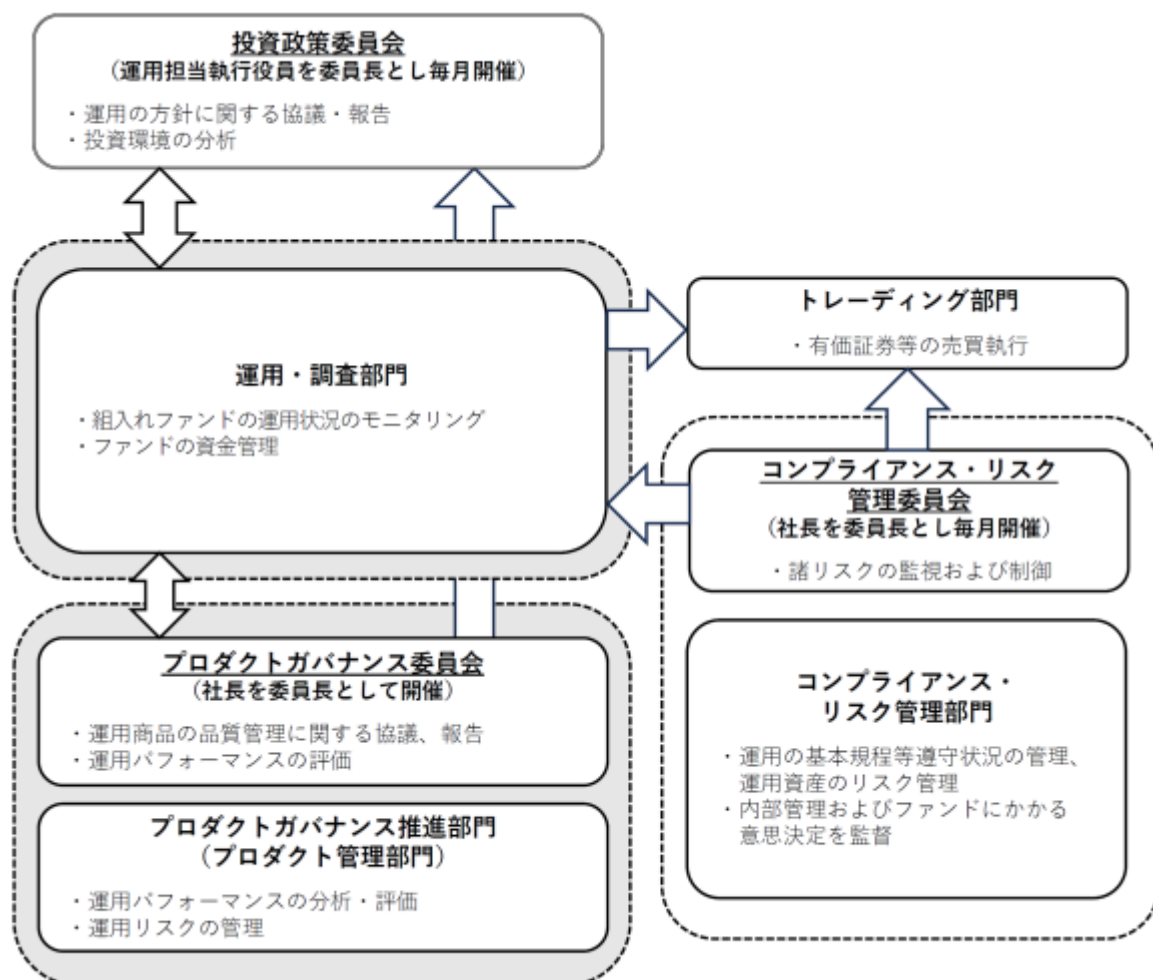 投資政策委員会
(運用担当執行役員を委員長とし毎月開催)
・運用の方針に関する協議・報告
・投資環境の分析
運用・調査部門
・組入れファンドの運用状況のモニタリング
・ファンドの資金管理
トレーディング部門
・有価証券等の売買執行
コンプライアンス・リスク
管理委員会
(社長を委員長とし毎月開催)
・諸リスクの監視および制御
プロダクトガバナンス委員会
(社長を委員長として開催)
・運用商品の品質管理に関する協議、報告
・運用パフォーマンスの評価
プロダクトガバナンス推進部門
(プロダクト管理部門)
・運用パフォーマンスの分析・評価
・運用リスクの管理
コンプライアンス・
リスク管理部門
・運用の基本規程等遵守状況の管理、
運用資産のリスク管理
・内部管理およびファンドにかかる
意思決定を監督